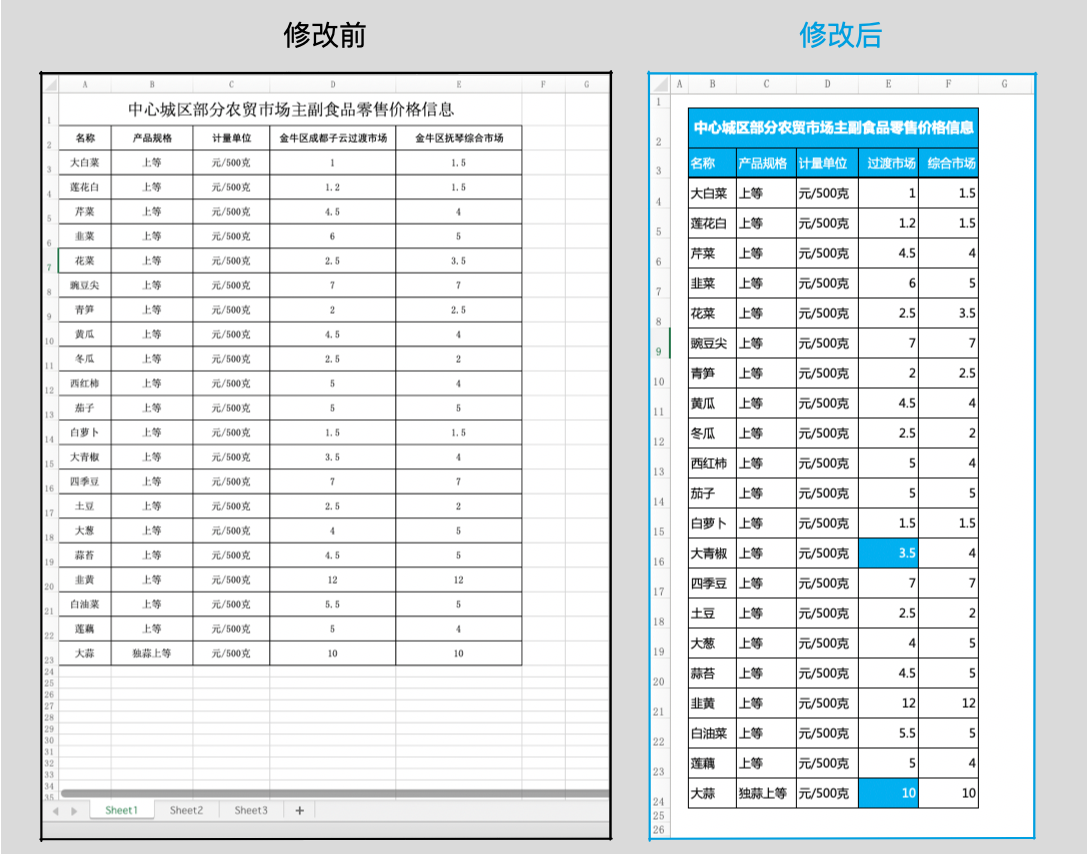 修改前
修改后
A B C D E F G
1 中心城区部分农贸市场主副食品零售价格信息
2 名称 产品规格 计量单位 金牛区成都子云过渡市场 金牛区抚琴综合市场
3 大白菜 上等 元/500克 1 1.5
4 莲花白 上等 元/500克 1.2 1.5
5 芹菜 上等 元/500克 4.5 4
6 韭菜 上等 元/500克 6 5
7 花菜 上等 元/500克 2.5 3.5
8 豌豆尖 上等 元/500克 7 7
9 青笋 上等 元/500克 2 2.5
10 黄瓜 上等 元/500克 4.5 4
11 冬瓜 上等 元/500克 2.5 2
12 西红柿 上等 元/500克 5 4
13 茄子 上等 元/500克 5 5
14 白萝卜 上等 元/500克 1.5 1.5
15 大青椒 上等 元/500克 3.5 4
16 四季豆 上等 元/500克 7 7
17 土豆 上等 元/500克 2.5 2
18 大葱 上等 元/500克 4 5
19 蒜苔 上等 元/500克 4.5 5
20 韭黄 上等 元/500克 12 12
21 白油菜 上等 元/500克 5.5 5
22 莲藕 上等 元/500克 5 4
23 大蒜 独蒜上等 元/500克 10 10
24
25
26
27
28
29
30
31
32
33
34
35
Sheet1 Sheet2 Sheet3 +
A B C D E F G
1
2 中心城区部分农贸市场主副食品零售价格信息
3 名称 产品规格 计量单位 过渡市场 综合市场
4 大白菜 上等 元/500克 1 1.5
5 莲花白 上等 元/500克 1.2 1.5
6 芹菜 上等 元/500克 4.5 4
7 韭菜 上等 元/500克 6 5
8 花菜 上等 元/500克 2.5 3.5
9 豌豆尖 上等 元/500克 7 7
10 青笋 上等 元/500克 2 2.5
11 黄瓜 上等 元/500克 4.5 4
12 冬瓜 上等 元/500克 2.5 2
13 西红柿 上等 元/500克 5 4
14 茄子 上等 元/500克 5 5
15 白萝卜 上等 元/500克 1.5 1.5
16 大青椒 上等 元/500克 3.5 4
17 四季豆 上等 元/500克 7 7
18 土豆 上等 元/500克 2.5 2
19 大葱 上等 元/500克 4 5
20 蒜苔 上等 元/500克 4.5 5
21 韭黄 上等 元/500克 12 12
22 白油菜 上等 元/500克 5.5 5
23 莲藕 上等 元/500克 5 4
24 大蒜 独蒜上等 元/500克 10 10
25
26